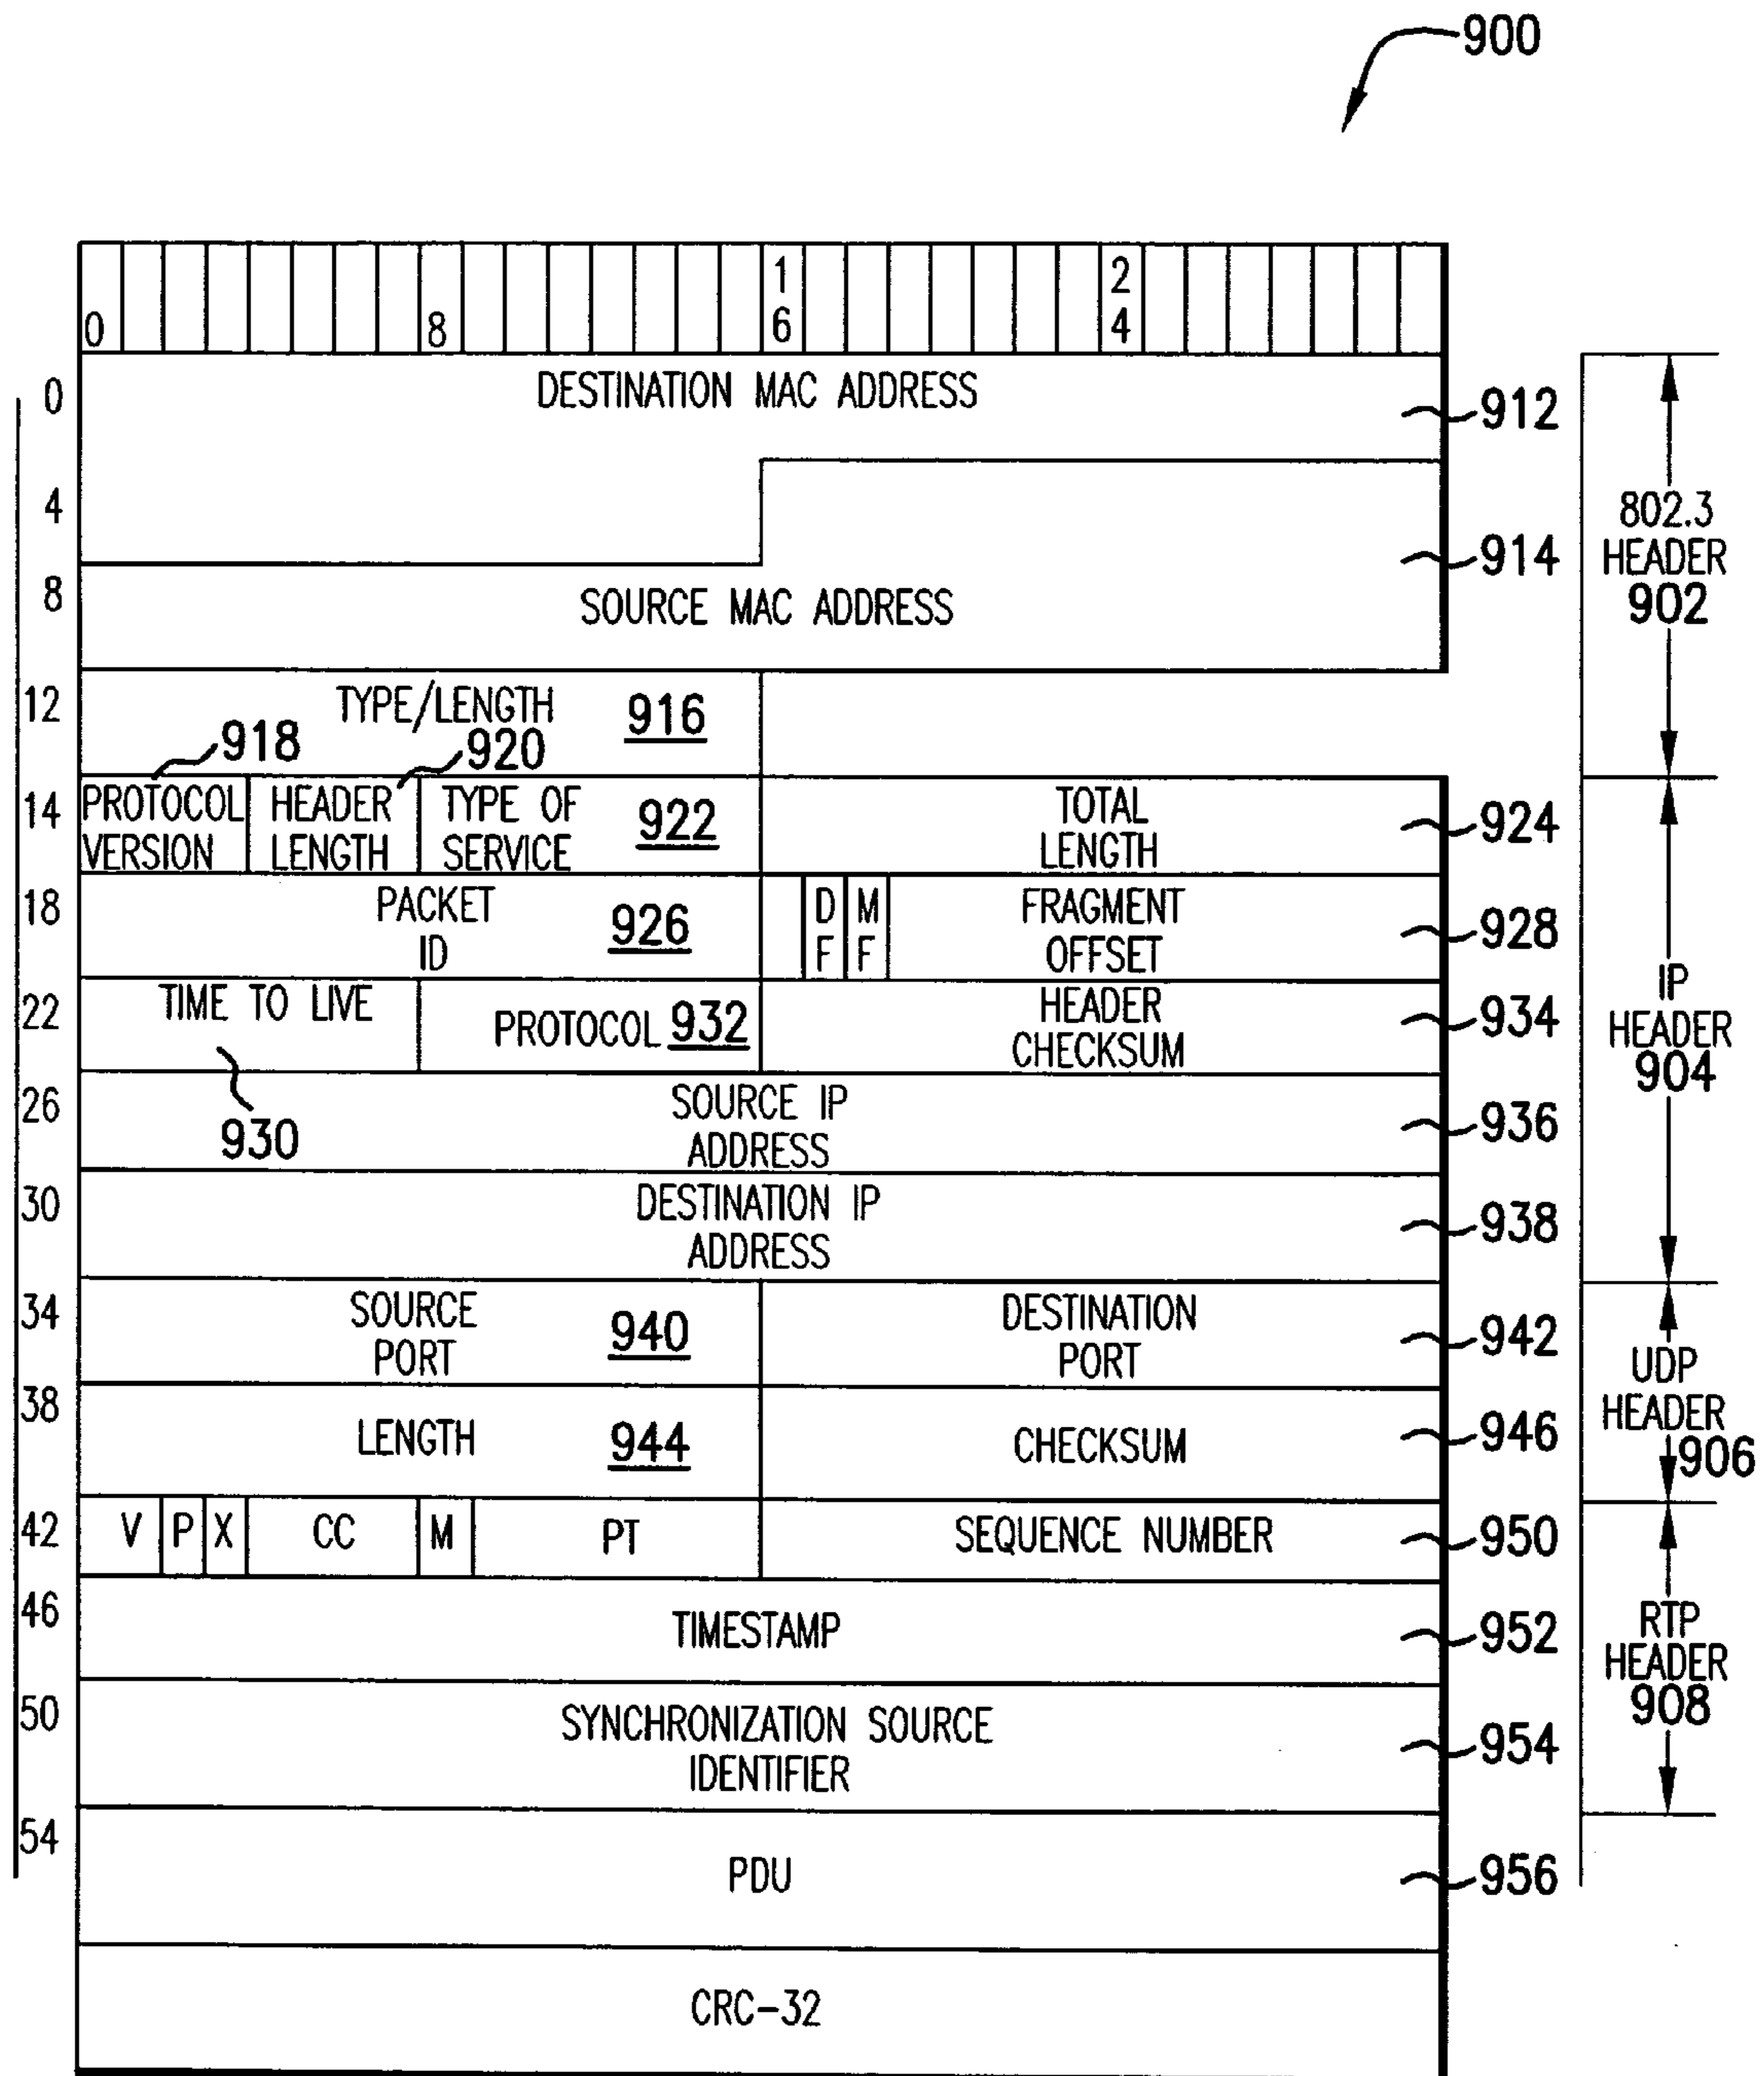 900
0 8 16 24
0 DESTINATION MAC ADDRESS 912
4
914
8 SOURCE MAC ADDRESS
802.3
HEADER
902
12 TYPE/LENGTH 916
918 920
14 PROTOCOL VERSION HEADER LENGTH TYPE OF SERVICE 922 TOTAL LENGTH 924
18 PACKET ID 926 DF MF FRAGMENT OFFSET 928
22 TIME TO LIVE PROTOCOL 932 HEADER CHECKSUM 934
930
IP
HEADER
904
26 SOURCE IP ADDRESS 936
30 DESTINATION IP ADDRESS 938
34 SOURCE PORT 940 DESTINATION PORT 942
38 LENGTH 944 CHECKSUM 946
UDP
HEADER
906
42 V P X CC M PT SEQUENCE NUMBER 950
46 TIMESTAMP 952
50 SYNCHRONIZATION SOURCE IDENTIFIER 954
RTP
HEADER
908
54 PDU 956
CRC-32